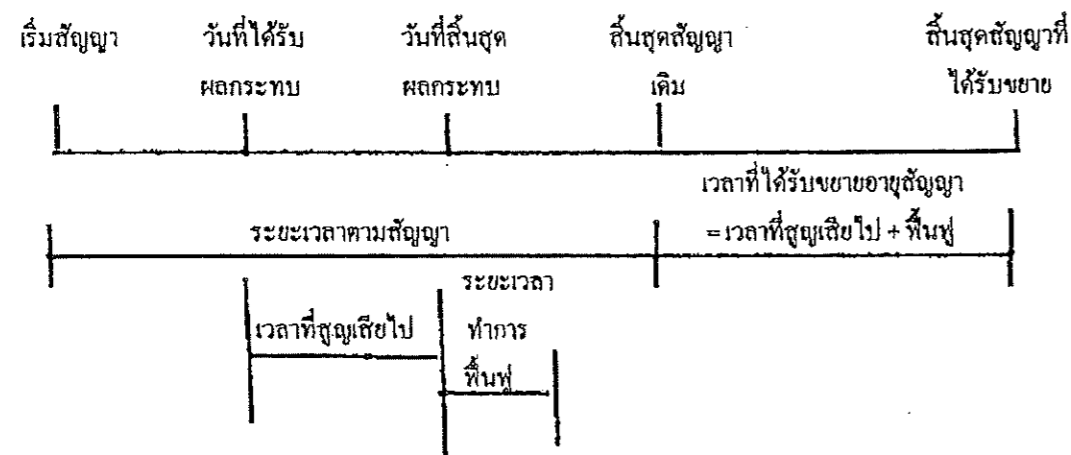 เริ่มสัญญา วันที่ได้รับ วันที่สิ้นสุด สิ้นสุดสัญญา สิ้นสุดสัญญาที่
ผลกระทบ ผลกระทบ เดิม ได้รับขยาย
เวลาที่ได้รับขยายอายุสัญญา
ระยะเวลาตามสัญญา = เวลาที่สูญเสียไป + ฟื้นฟู
ระยะเวลา
เวลาที่สูญเสียไป ทำการ
ฟื้นฟู